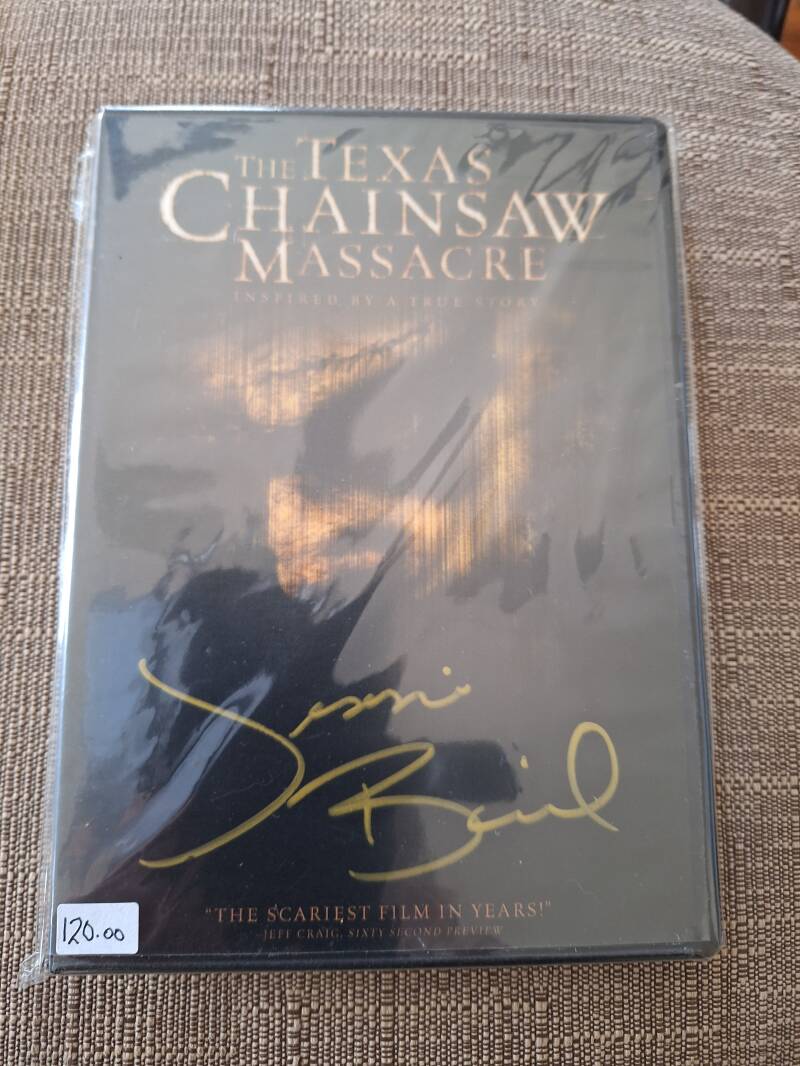 THE TEXAS
CHAINSAW
MASSACRE
INSPIRED BY A TRUE STORY
120.00
"THE SCARIEST FILM IN YEARS!"
-JEFF CRAIG, SIXTY SECOND PREVIEW